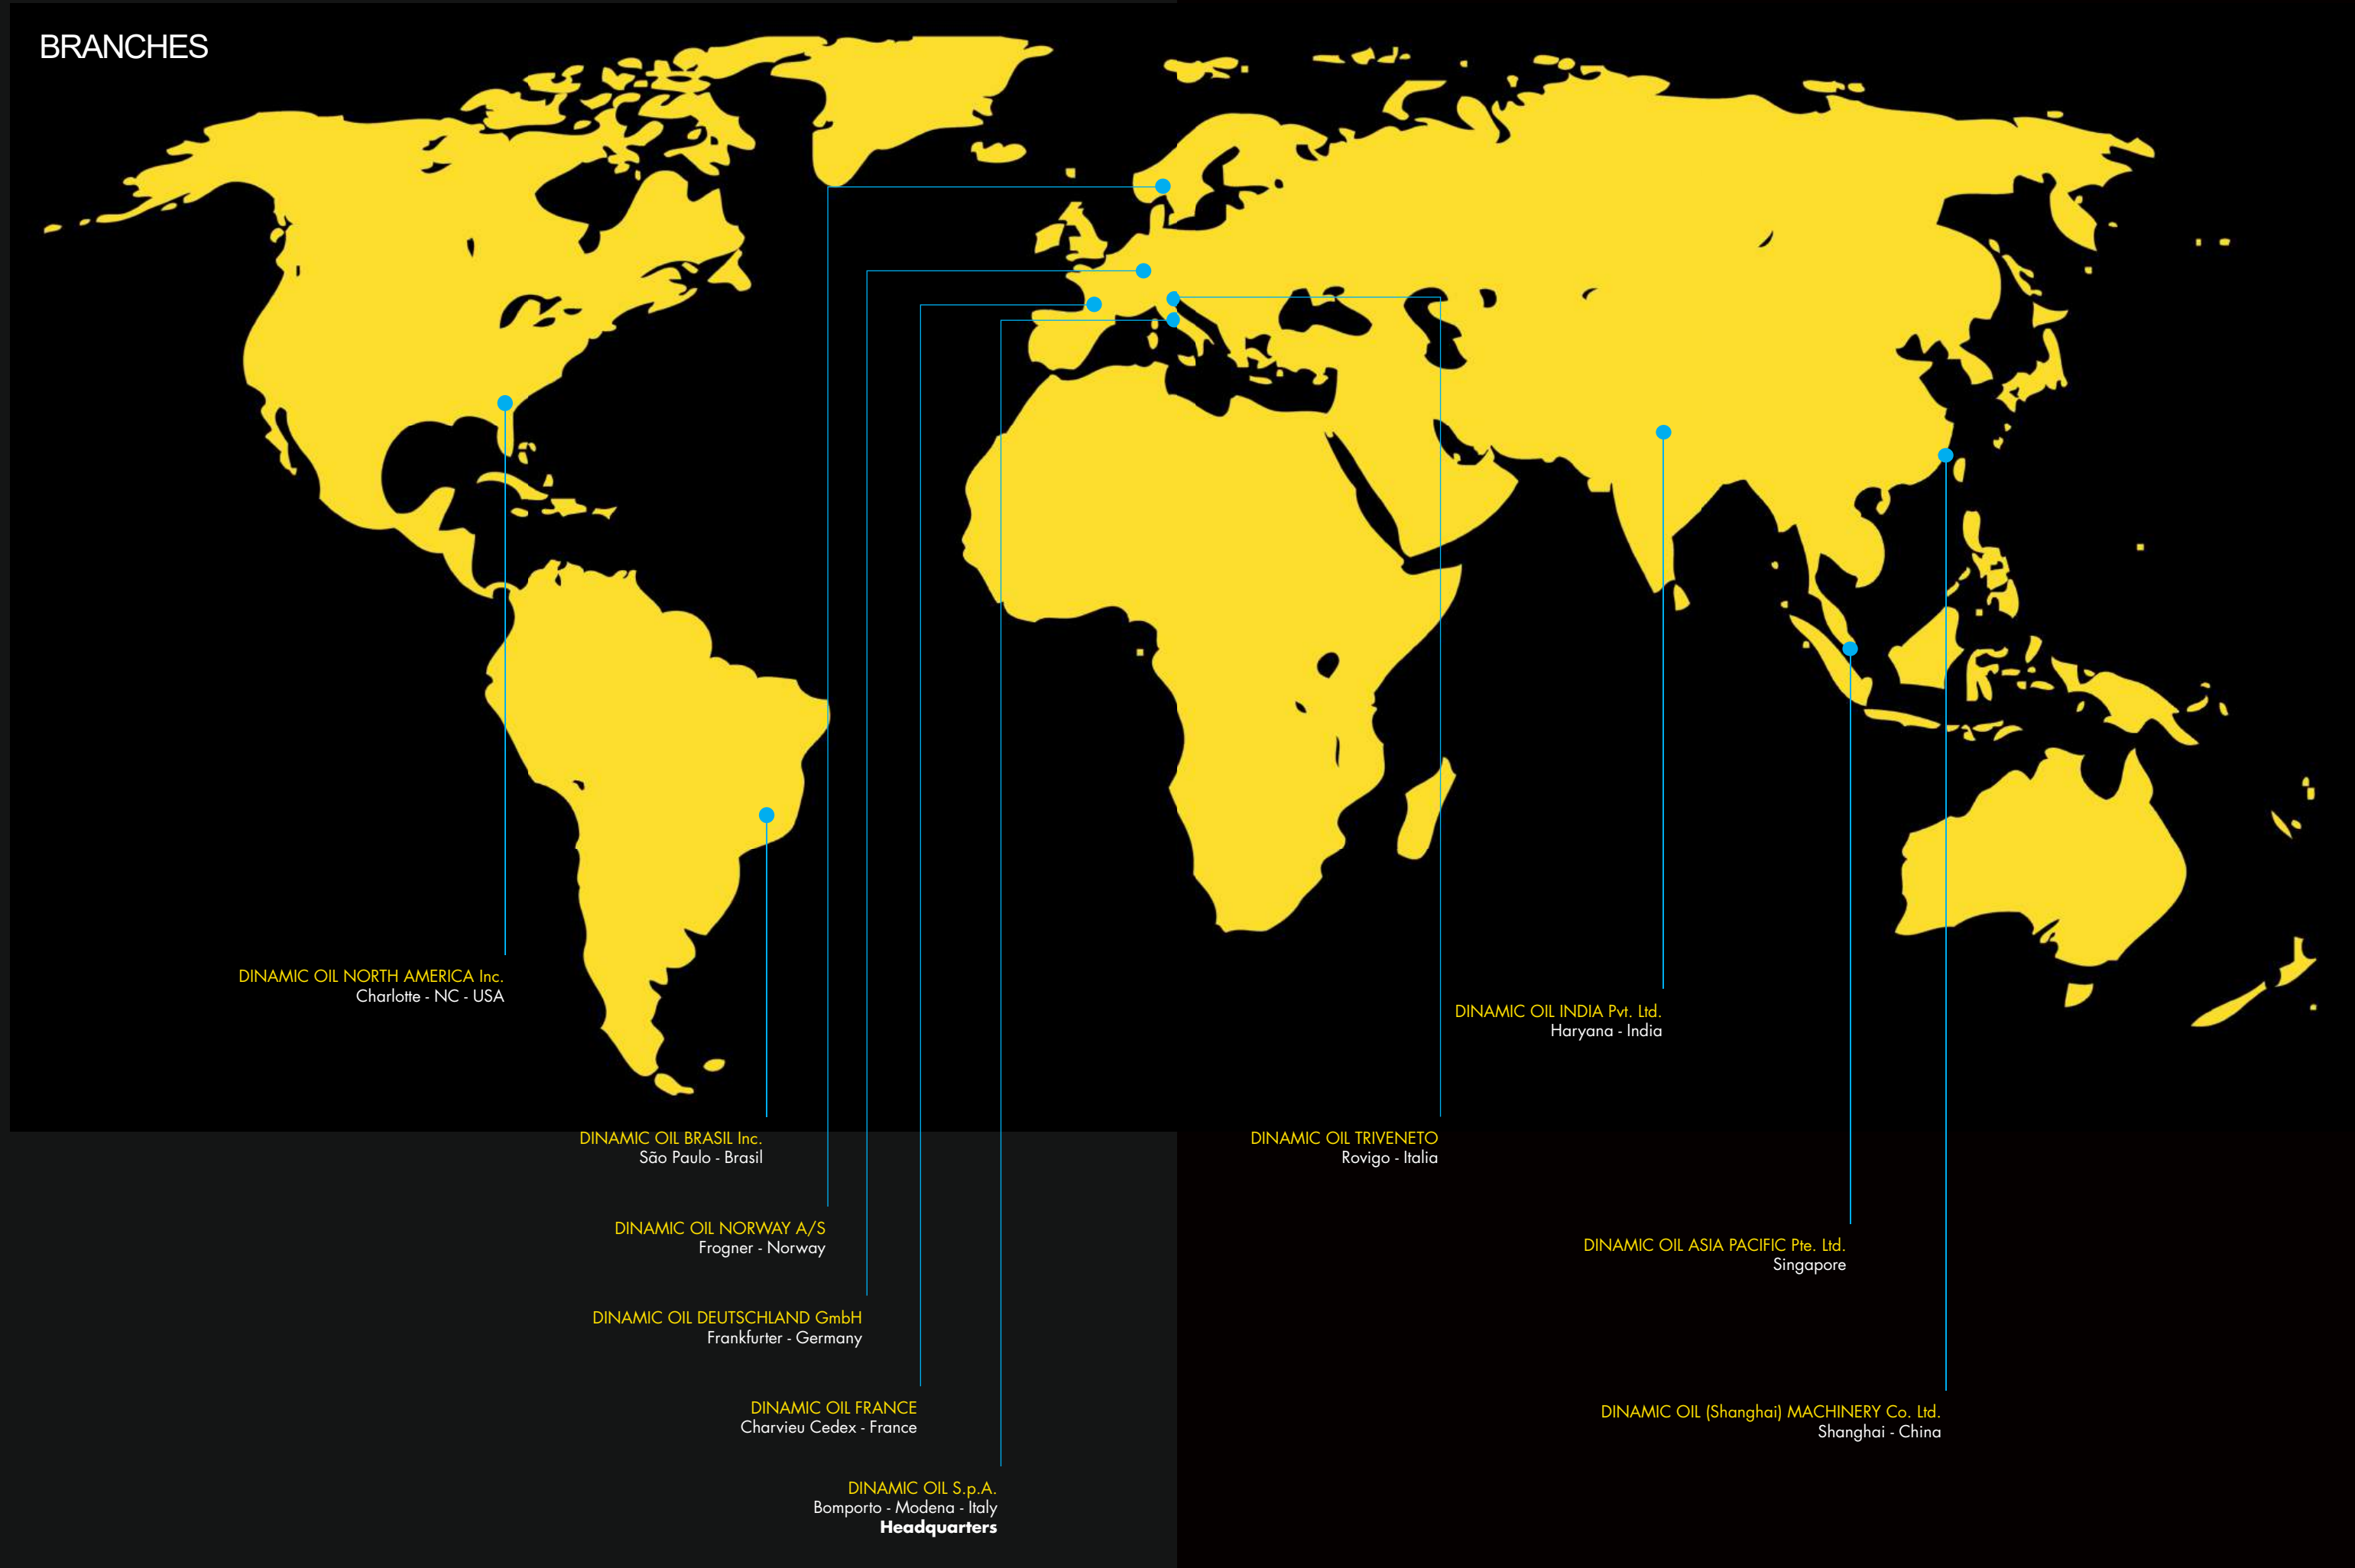 BRANCHES
DINAMIC OIL NORTH AMERICA Inc.
Charlotte - NC - USA
DINAMIC OIL INDIA Pvt. Ltd.
Haryana - India
DINAMIC OIL BRASIL Inc.
São Paulo - Brasil
DINAMIC OIL TRIVENETO
Rovigo - Italia
DINAMIC OIL NORWAY A/S
Frogner - Norway
DINAMIC OIL ASIA PACIFIC Pte. Ltd.
Singapore
DINAMIC OIL DEUTSCHLAND GmbH
Frankfurter - Germany
DINAMIC OIL FRANCE
Charvieu Cedex - France
DINAMIC OIL (Shanghai) MACHINERY Co. Ltd.
Shanghai - China
DINAMIC OIL S.p.A.
Bomporto - Modena - Italy
Headquarters